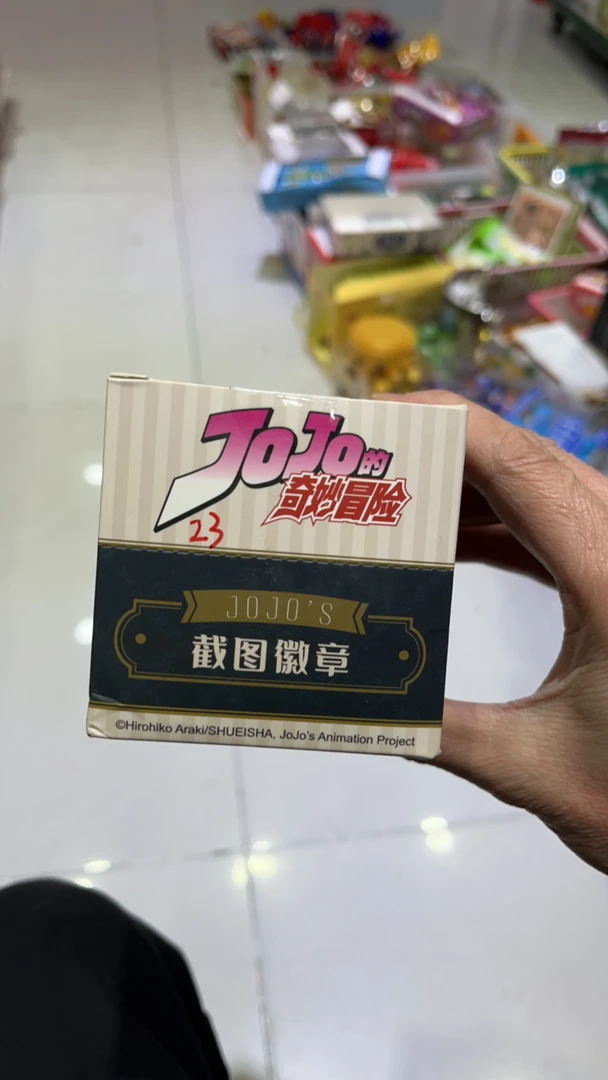 JoJo的
奇妙冒险
23
JOJO'S
截图徽章
©Hirohiko Araki/SHUEISHA, JoJo's Animation Project